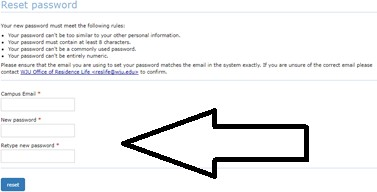 Reset password
Your new password must meet the following rules:
• Your password can't be too similar to your other personal information.
• Your password must contain at least 8 characters.
• Your password can't be a commonly used password.
• Your password can't be entirely numeric.
Please ensure that the email you are using to set your password matches the email in the system exactly. If you are unsure of the correct email please
contact WJU Office of Residence Life <reslife@wju.edu> to confirm.
Campus Email *
New password *
Retype new password *
reset